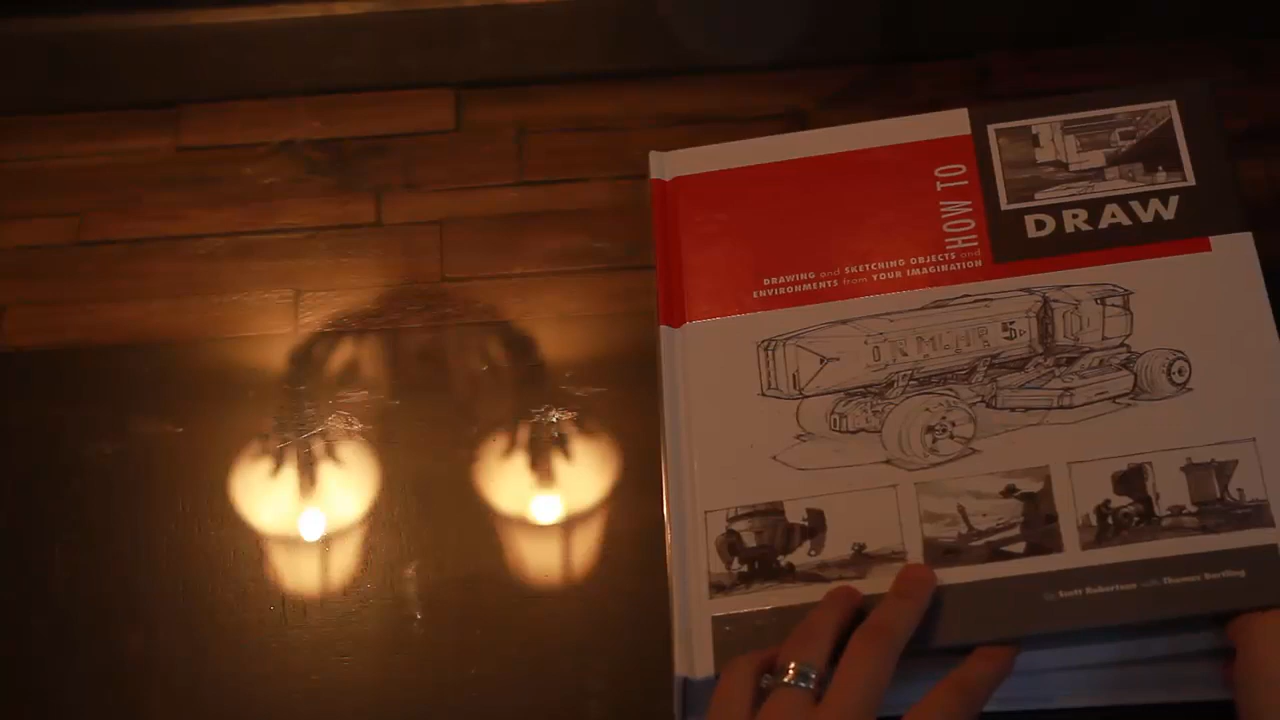 HOW TO
DRAW
DRAWING and SKETCHING OBJECTS and
ENVIRONMENTS from YOUR IMAGINATION
by Scott Robertson with Thomas Bertling